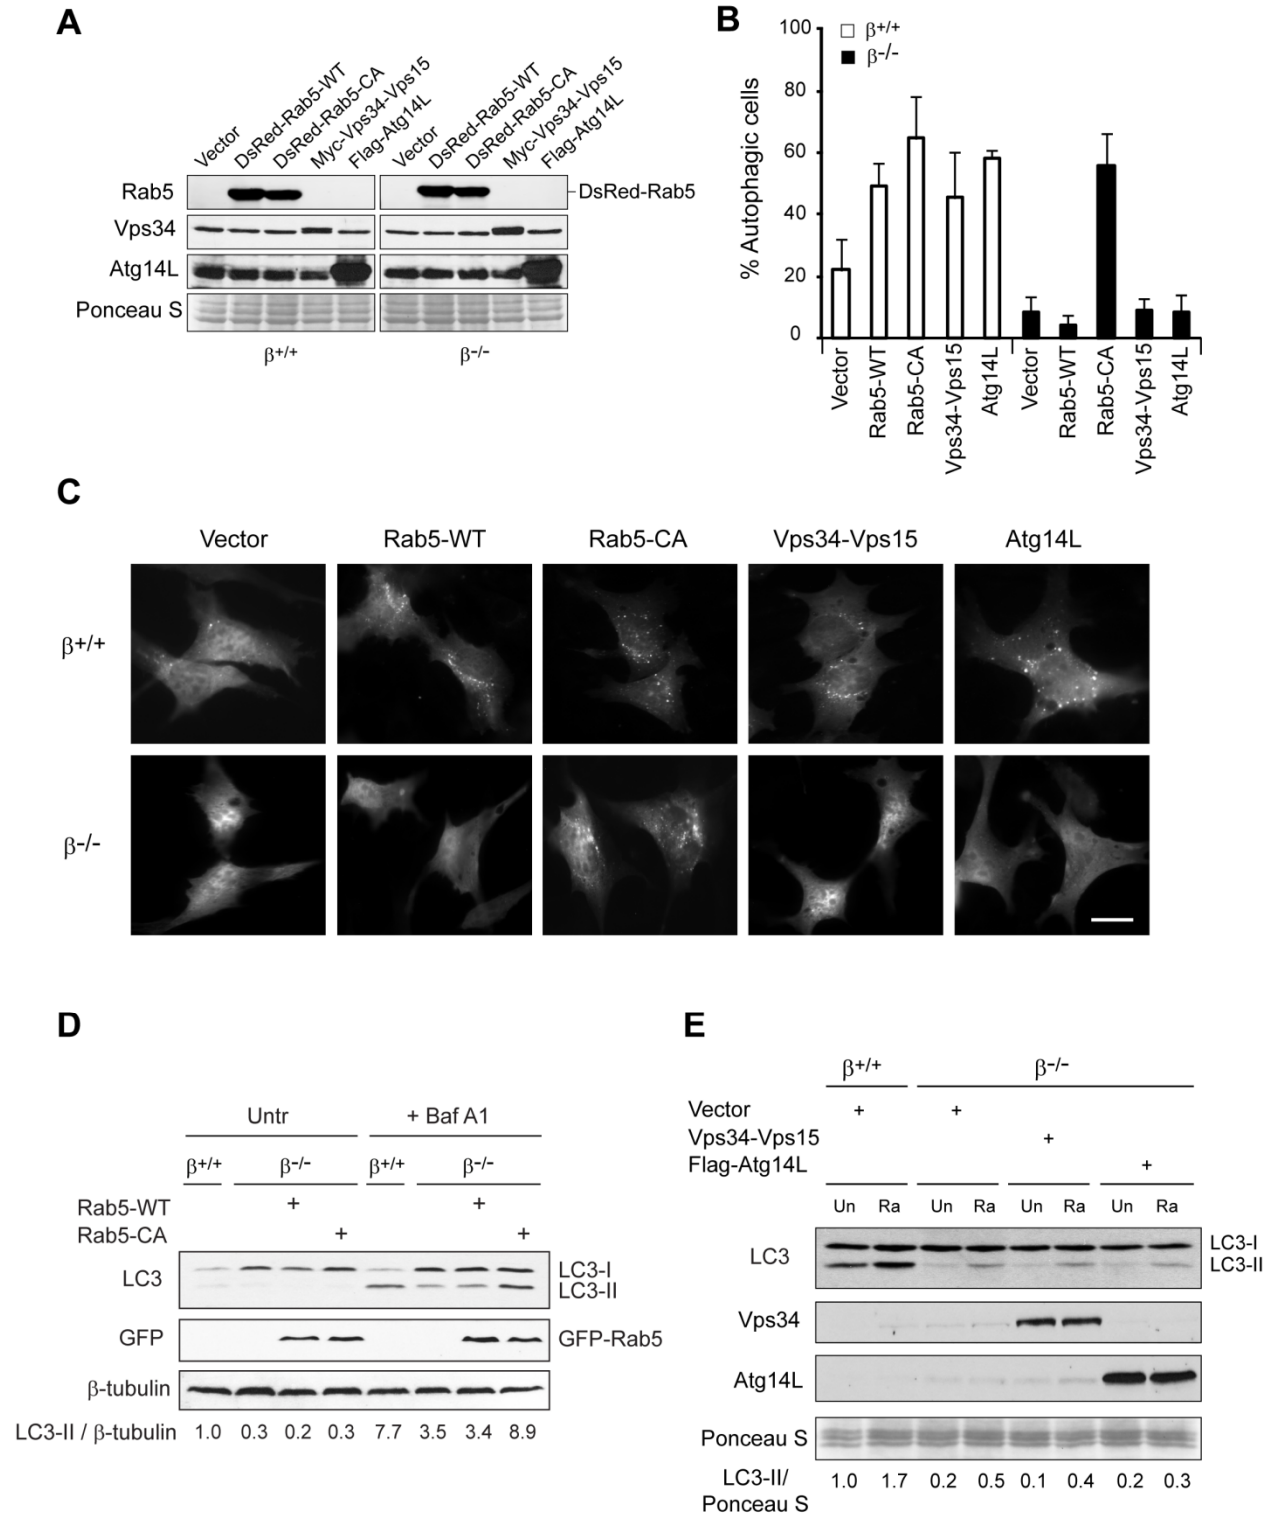 A
Vector
DsRed-Rab5-WT
DsRed-Rab5-CA
Myc-Vps34-Vps15
Flag-Atg14L
Vector
DsRed-Rab5-WT
DsRed-Rab5-CA
Myc-Vps34-Vps15
Flag-Atg14L
Rab5
DsRed-Rab5
Vps34
Atg14L
Ponceau S
β+/+ β-/-
B
β+/+
β-/-
% Autophagic cells
100
80
60
40
20
0
Vector
Rab5-WT
Rab5-CA
Vps34-Vps15
Atg14L
Vector
Rab5-WT
Rab5-CA
Vps34-Vps15
Atg14L
C
Vector Rab5-WT Rab5-CA Vps34-Vps15 Atg14L
β+/+
β-/-
D
Untr + Baf A1
β+/+ β-/- β+/+ β-/-
Rab5-WT + +
Rab5-CA + +
LC3 LC3-I
LC3-II
GFP GFP-Rab5
β-tubulin
LC3-II / β-tubulin 1.0 0.3 0.2 0.3 7.7 3.5 3.4 8.9
E
β+/+ β-/-
Vector + +
Vps34-Vps15 +
Flag-Atg14L +
Un Ra Un Ra Un Ra Un Ra
LC3 LC3-I
LC3-II
Vps34
Atg14L
Ponceau S
LC3-II/ 1.0 1.7 0.2 0.5 0.1 0.4 0.2 0.3
Ponceau S